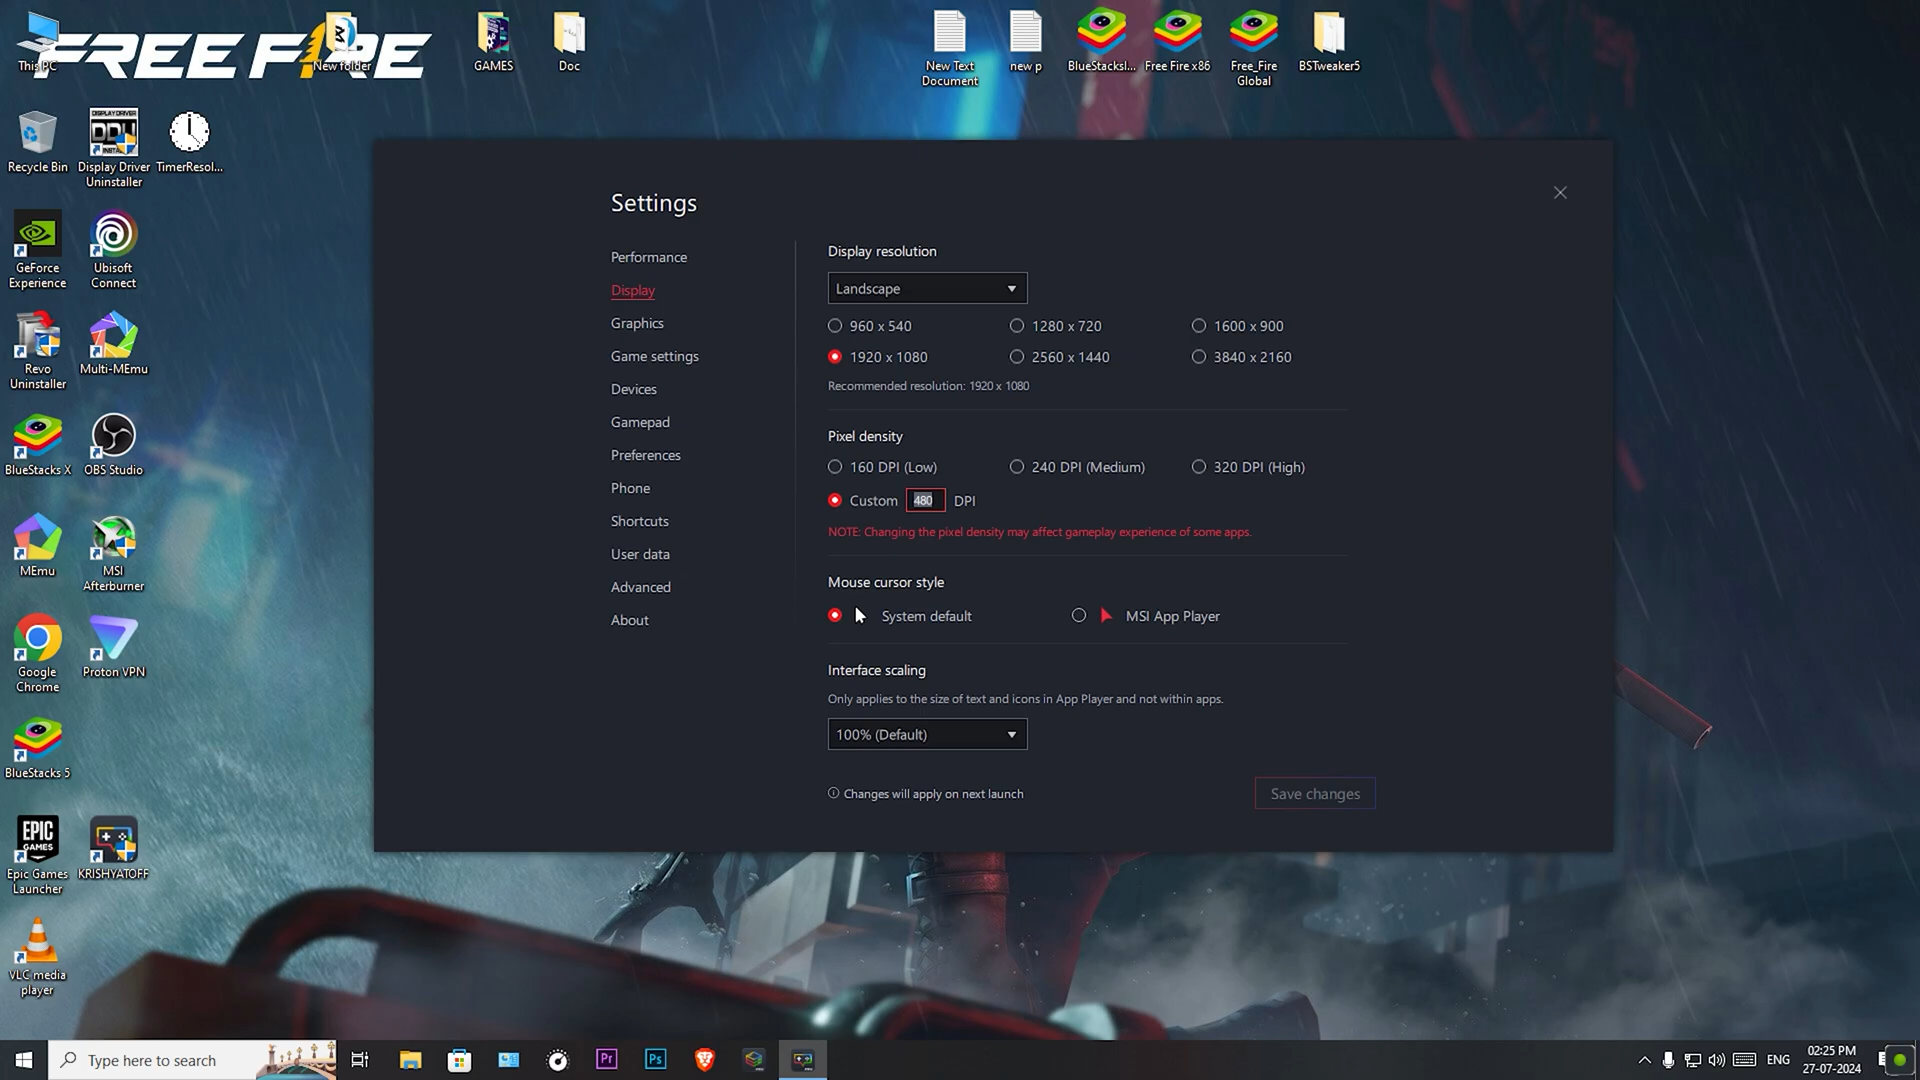 FREE FIRE
This PC
New folder
GAMES
Doc
New Text
Document
new p
BlueStacksI...
Free Fire x86
Free_Fire
Global
BSTweaker5
Recycle Bin
DISPLAY DRIVER
DDU
Display Driver
Uninstaller
TimerResol...
GeForce
Experience
Ubisoft
Connect
Revo
Uninstaller
Multi-MEmu
BlueStacks X
OBS Studio
MEmu
MSI
Afterburner
Google
Chrome
Proton VPN
BlueStacks 5
EPIC
GAMES
Epic Games
Launcher
KRISHYATOFF
VLC media
player
Settings
Performance
Display
Graphics
Game settings
Devices
Gamepad
Preferences
Phone
Shortcuts
User data
Advanced
About
Display resolution
Landscape
960 x 540
1280 x 720
1600 x 900
1920 x 1080
2560 x 1440
3840 x 2160
Recommended resolution: 1920 x 1080
Pixel density
160 DPI (Low)
240 DPI (Medium)
320 DPI (High)
Custom 480 DPI
NOTE: Changing the pixel density may affect gameplay experience of some apps.
Mouse cursor style
System default
MSI App Player
Interface scaling
Only applies to the size of text and icons in App Player and not within apps.
100% (Default)
Changes will apply on next launch
Save changes
Type here to search
Pr
Ps
ENG
02:25 PM
27-07-2024